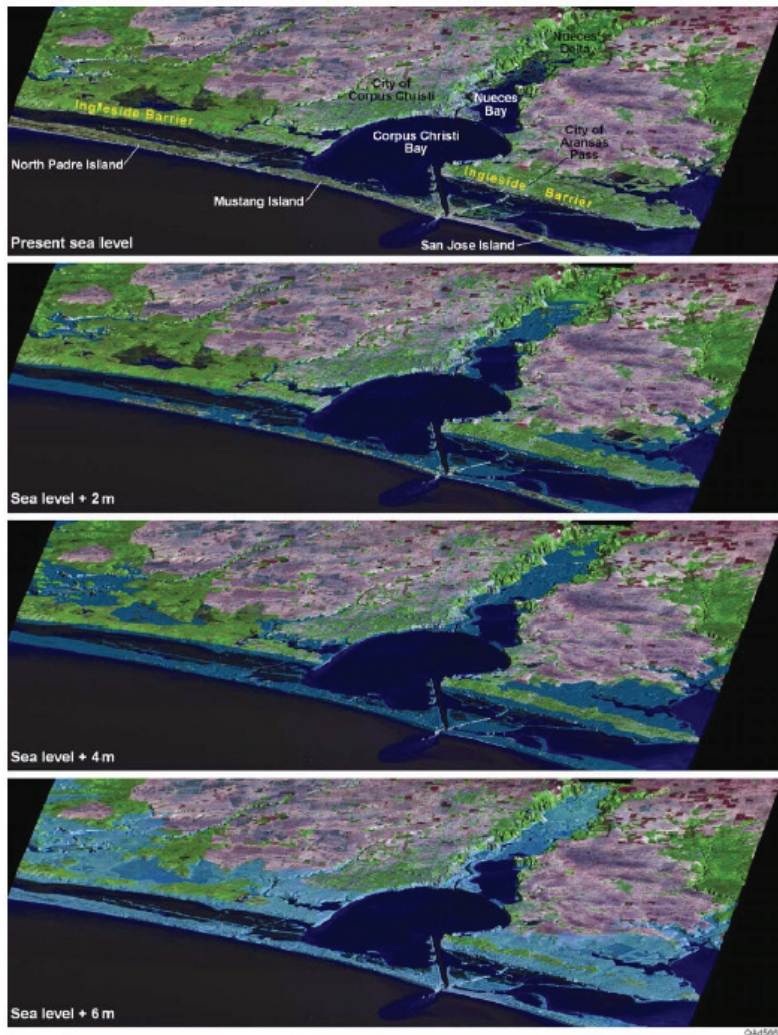 Nueces
Delta
City of
Corpus Christi
Nueces
Bay
Ingleside Barrier
Corpus Christi
Bay
City of
Aransas
Pass
North Padre Island
Ingleside Barrier
Mustang Island
San Jose Island
Present sea level
Sea level + 2 m
Sea level + 4 m
Sea level + 6 m